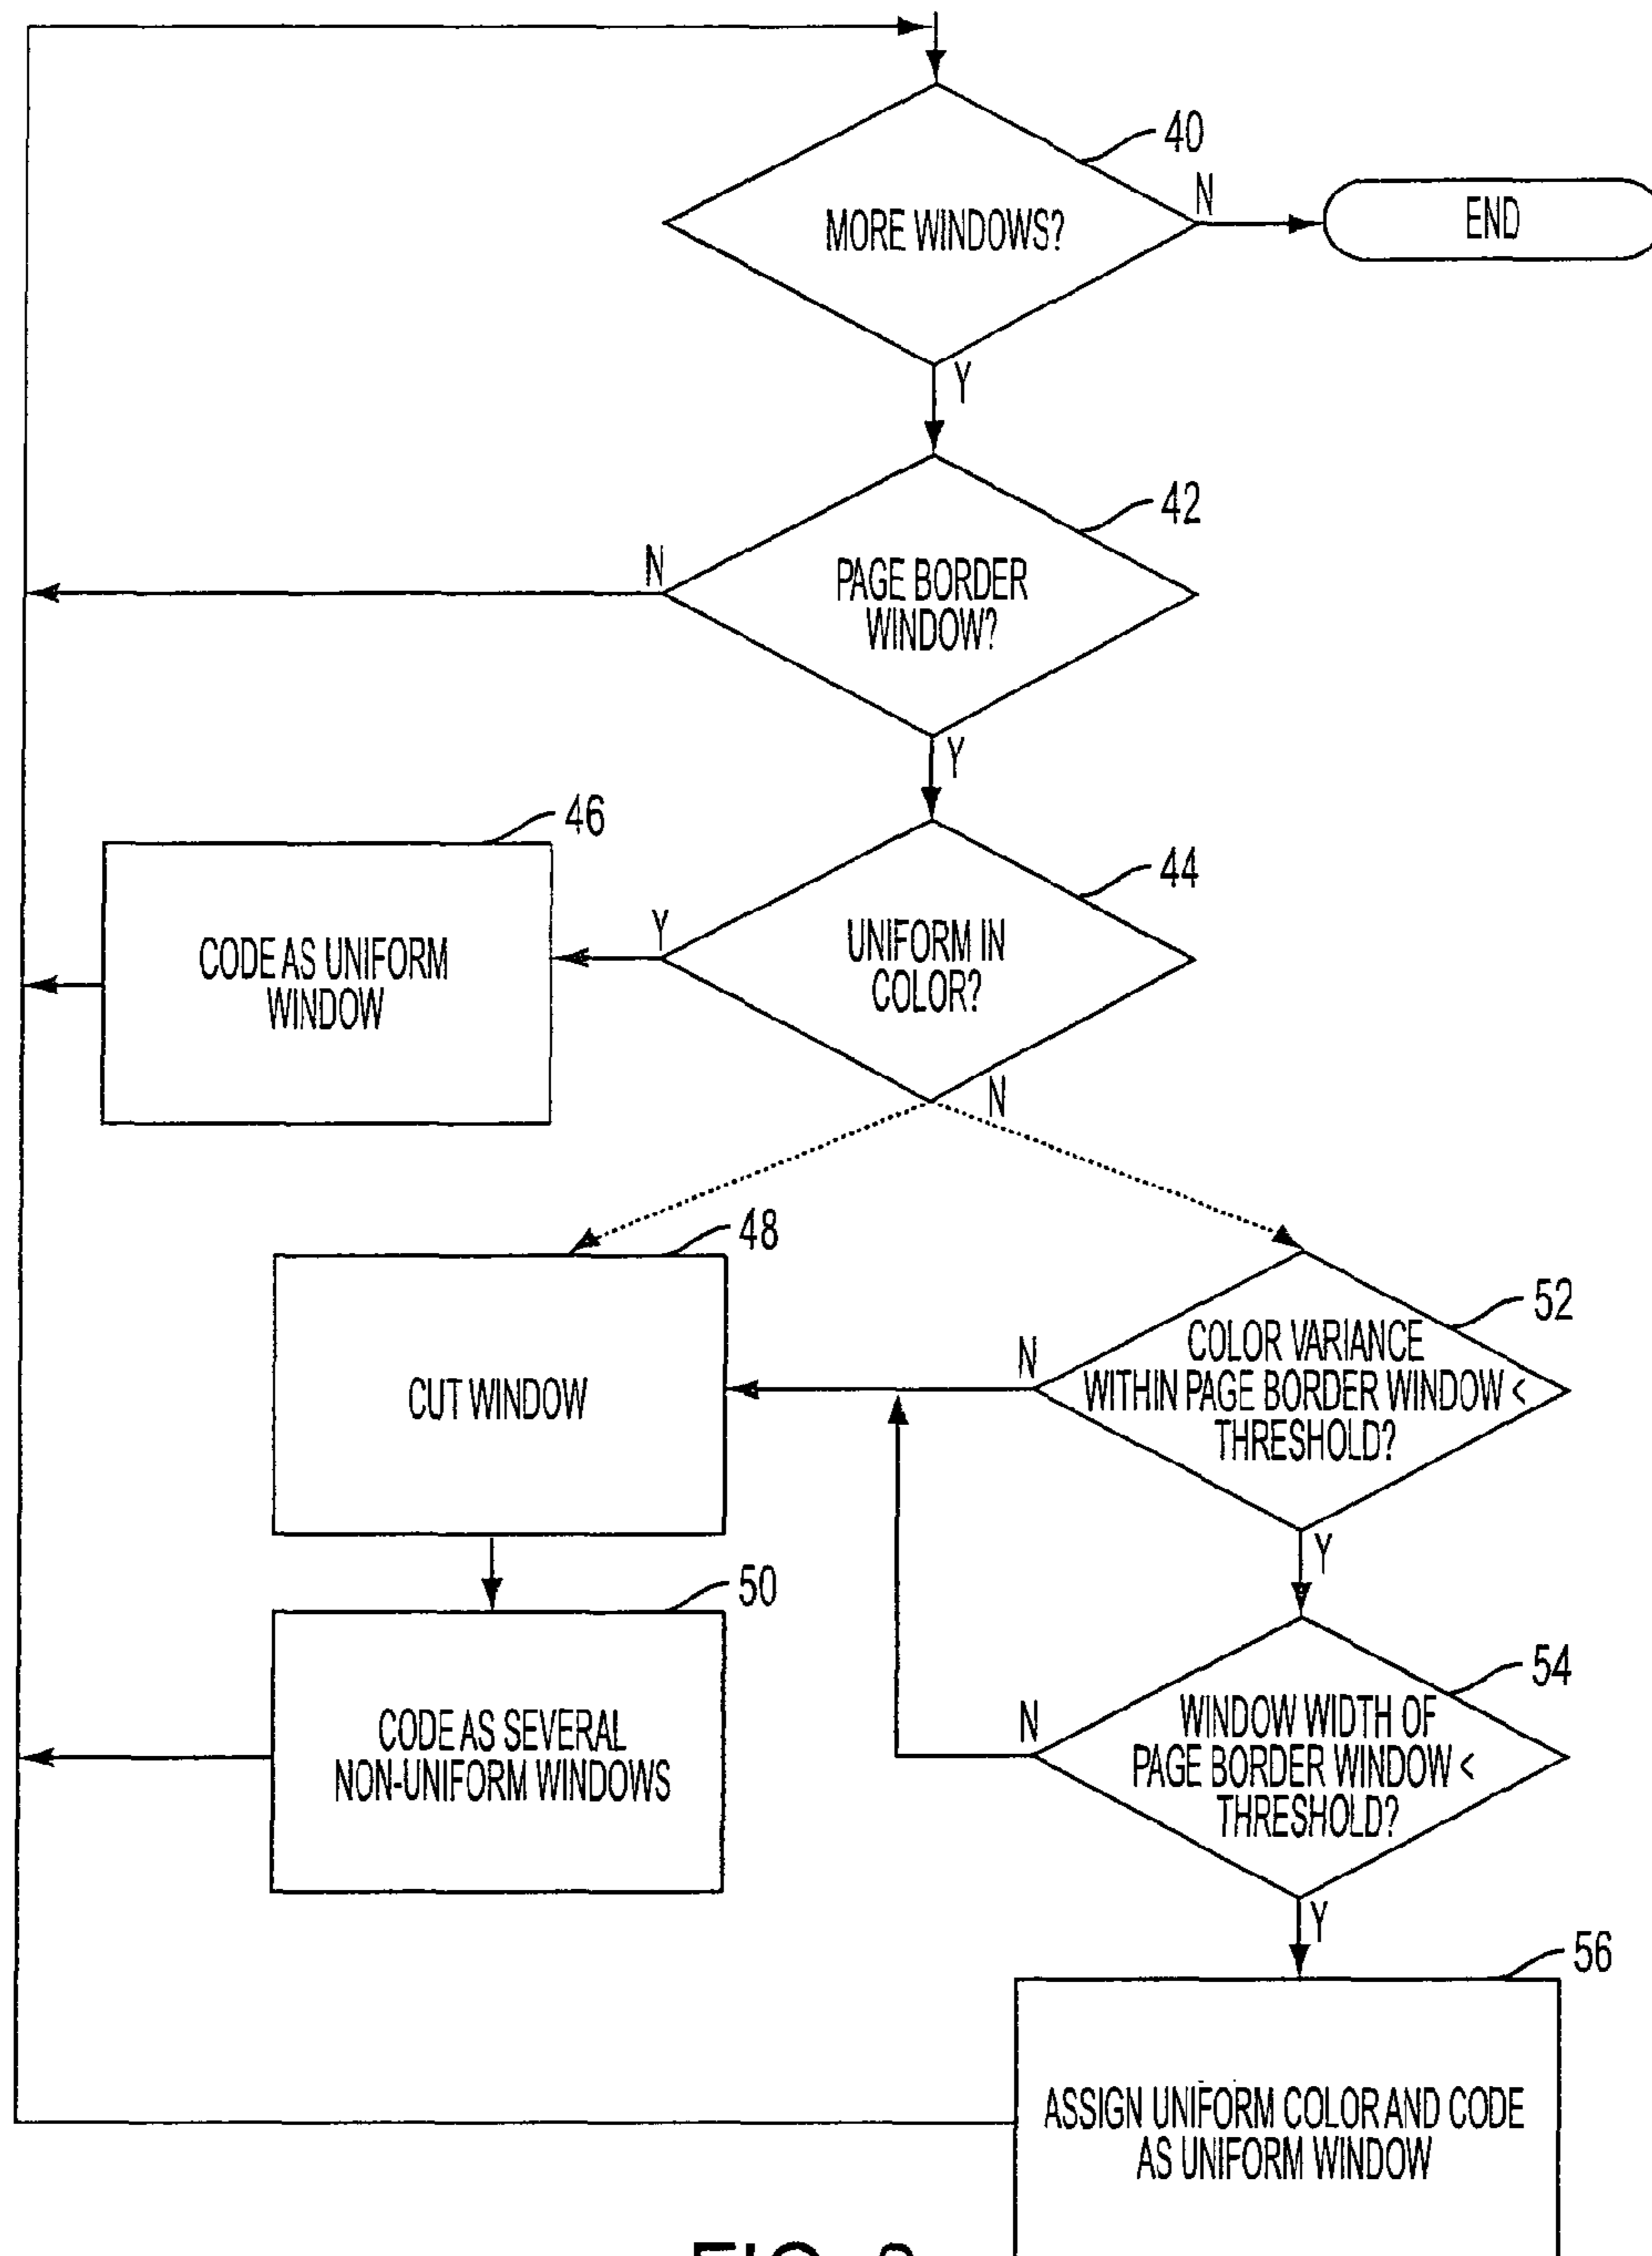 40
MORE WINDOWS?
N
END
Y
42
PAGE BORDER
WINDOW?
N
Y
46
44
CODE AS UNIFORM
WINDOW
Y
UNIFORM IN
COLOR?
N
48
52
CUT WINDOW
N
COLOR VARIANCE
WITHIN PAGE BORDER WINDOW <
THRESHOLD?
Y
50
54
CODE AS SEVERAL
NON-UNIFORM WINDOWS
N
WINDOW WIDTH OF
PAGE BORDER WINDOW <
THRESHOLD?
Y
56
ASSIGN UNIFORM COLOR AND CODE
AS UNIFORM WINDOW
FIG.